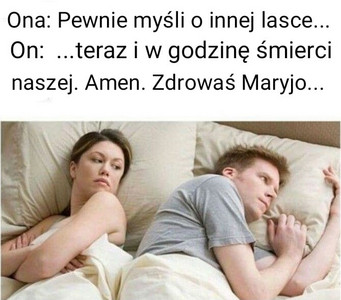 Ona: Pewnie myśli o innej lasce...
On:  ...teraz i w godzinę śmierci
naszej. Amen. Zdrowaś Maryjo...